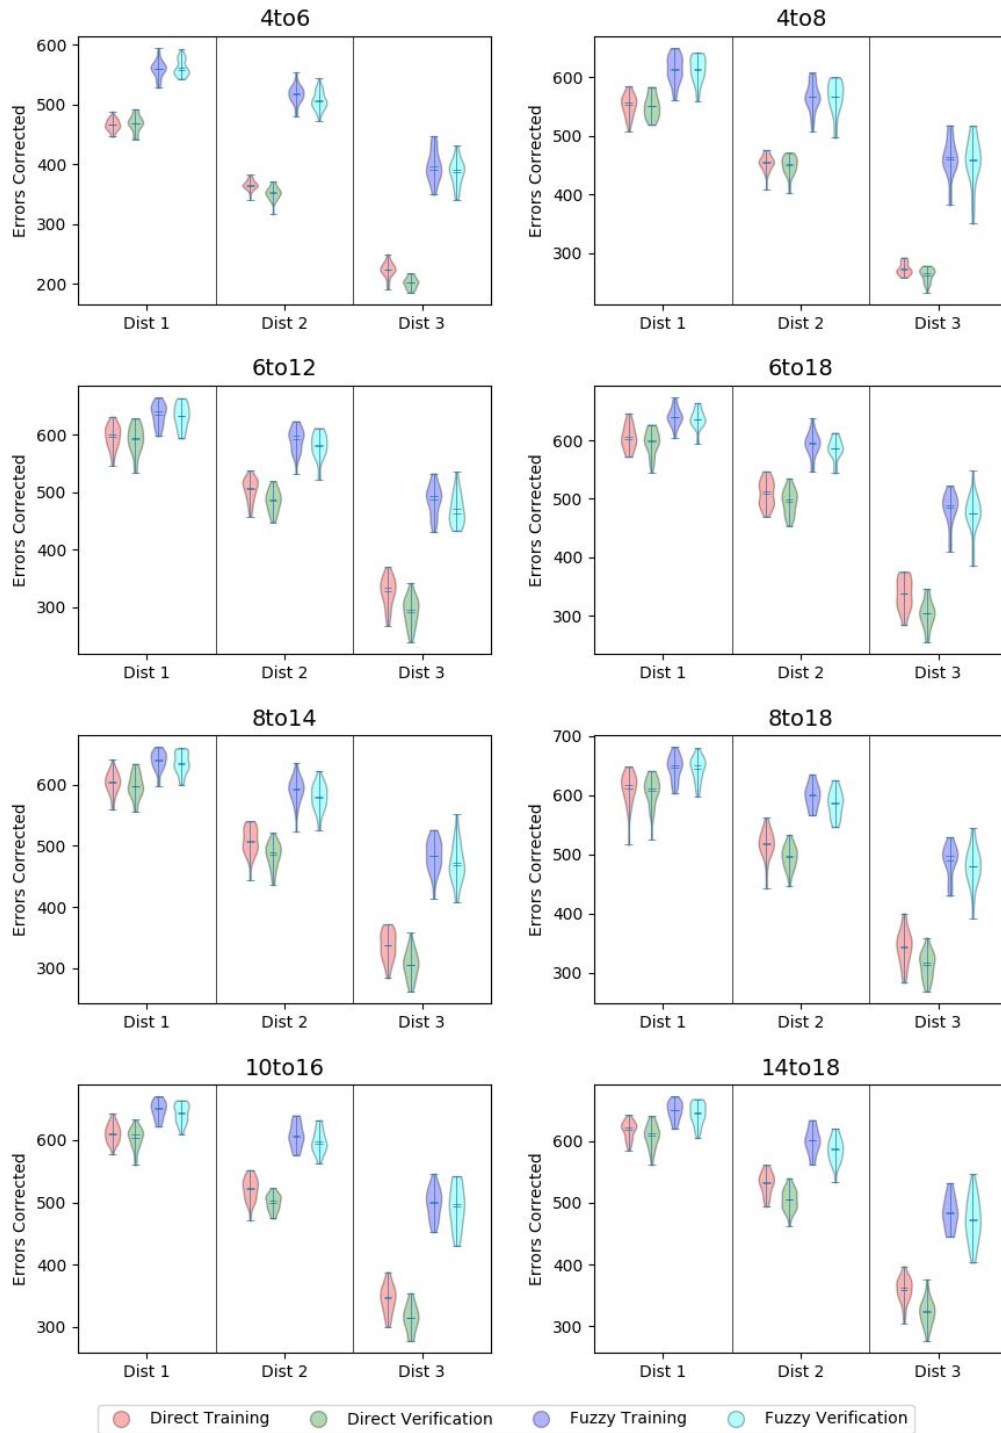 4to6
600
500
400
300
200
Errors Corrected
Dist 1 Dist 2 Dist 3
4to8
600
500
400
300
Errors Corrected
Dist 1 Dist 2 Dist 3
6to12
600
500
400
300
Errors Corrected
Dist 1 Dist 2 Dist 3
6to18
600
500
400
300
Errors Corrected
Dist 1 Dist 2 Dist 3
8to14
600
500
400
300
Errors Corrected
Dist 1 Dist 2 Dist 3
8to18
700
600
500
400
300
Errors Corrected
Dist 1 Dist 2 Dist 3
10to16
600
500
400
300
Errors Corrected
Dist 1 Dist 2 Dist 3
14to18
600
500
400
300
Errors Corrected
Dist 1 Dist 2 Dist 3
Direct Training Direct Verification Fuzzy Training Fuzzy Verification